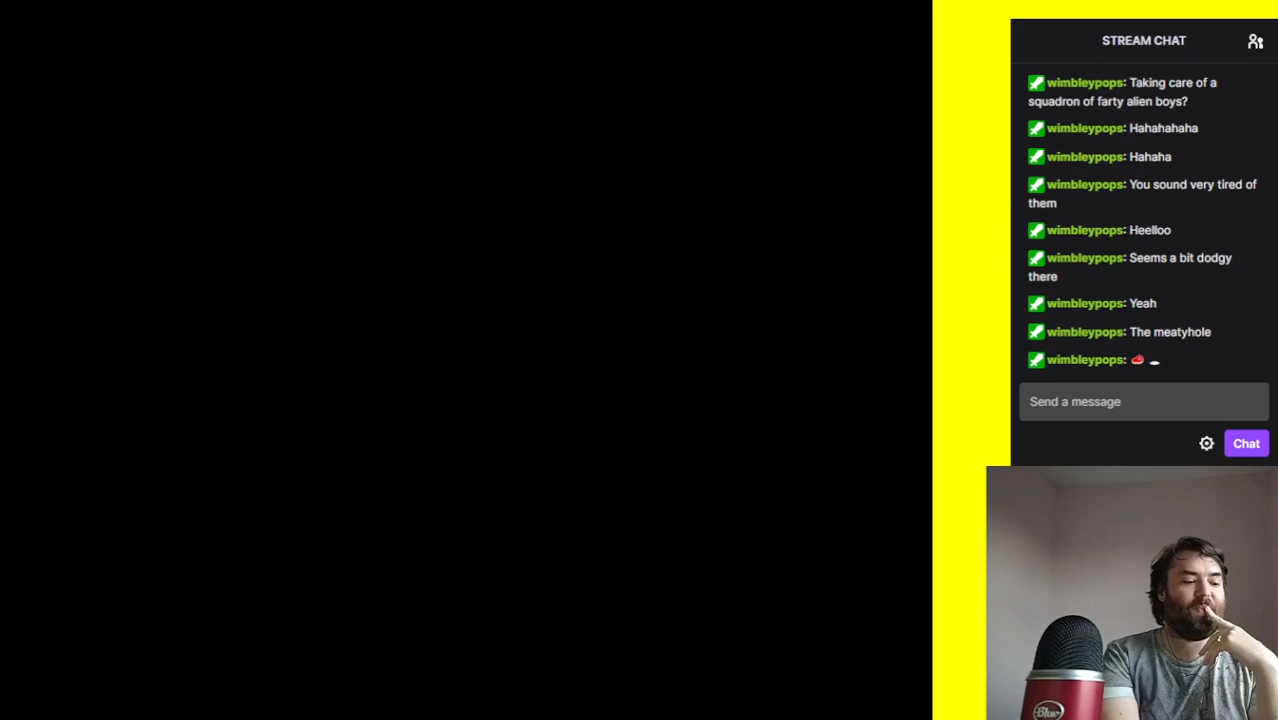 STREAM CHAT
wimbleypops: Taking care of a
squadron of farty alien boys?
wimbleypops: Hahahahaha
wimbleypops: Hahaha
wimbleypops: You sound very tired of
them
wimbleypops: Heelloo
wimbleypops: Seems a bit dodgy
there
wimbleypops: Yeah
wimbleypops: The meatyhole
wimbleypops: 🥩 🕳️
Send a message
Chat
Blue